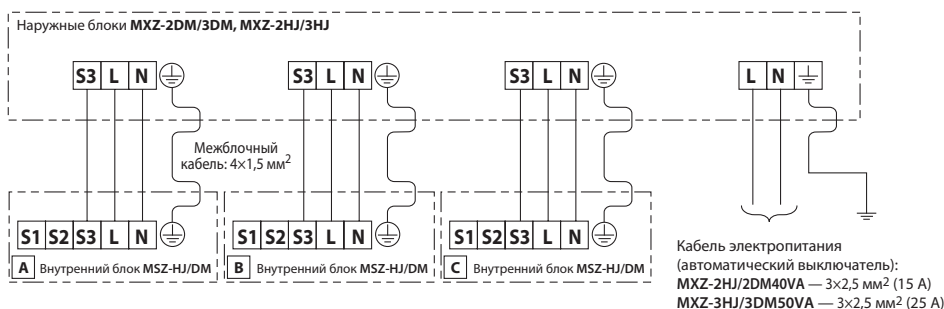 Наружные блоки MXZ-2DM/3DM, MXZ-2HJ/3HJ
S3 L N
S3 L N
S3 L N
L N
Межблочный
кабель: 4×1,5 мм²
S1 S2 S3 L N
S1 S2 S3 L N
S1 S2 S3 L N
A Внутренний блок MSZ-HJ/DM
B Внутренний блок MSZ-HJ/DM
C Внутренний блок MSZ-HJ/DM
Кабель электропитания
(автоматический выключатель):
MXZ-2HJ/2DM40VA — 3×2,5 мм² (15 А)
MXZ-3HJ/3DM50VA — 3×2,5 мм² (25 А)